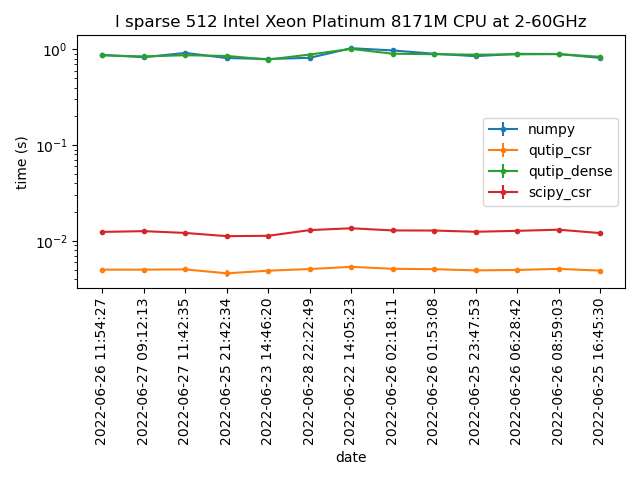 l sparse 512 Intel Xeon Platinum 8171M CPU at 2-60GHz
10^0
10^-1
10^-2
time (s)
numpy
qutip_csr
qutip_dense
scipy_csr
2022-06-26 11:54:27
2022-06-27 09:12:13
2022-06-27 11:42:35
2022-06-25 21:42:34
2022-06-23 14:46:20
2022-06-28 22:22:49
2022-06-22 14:05:23
2022-06-26 02:18:11
2022-06-26 01:53:08
2022-06-25 23:47:53
2022-06-26 06:28:42
2022-06-26 08:59:03
2022-06-25 16:45:30
date